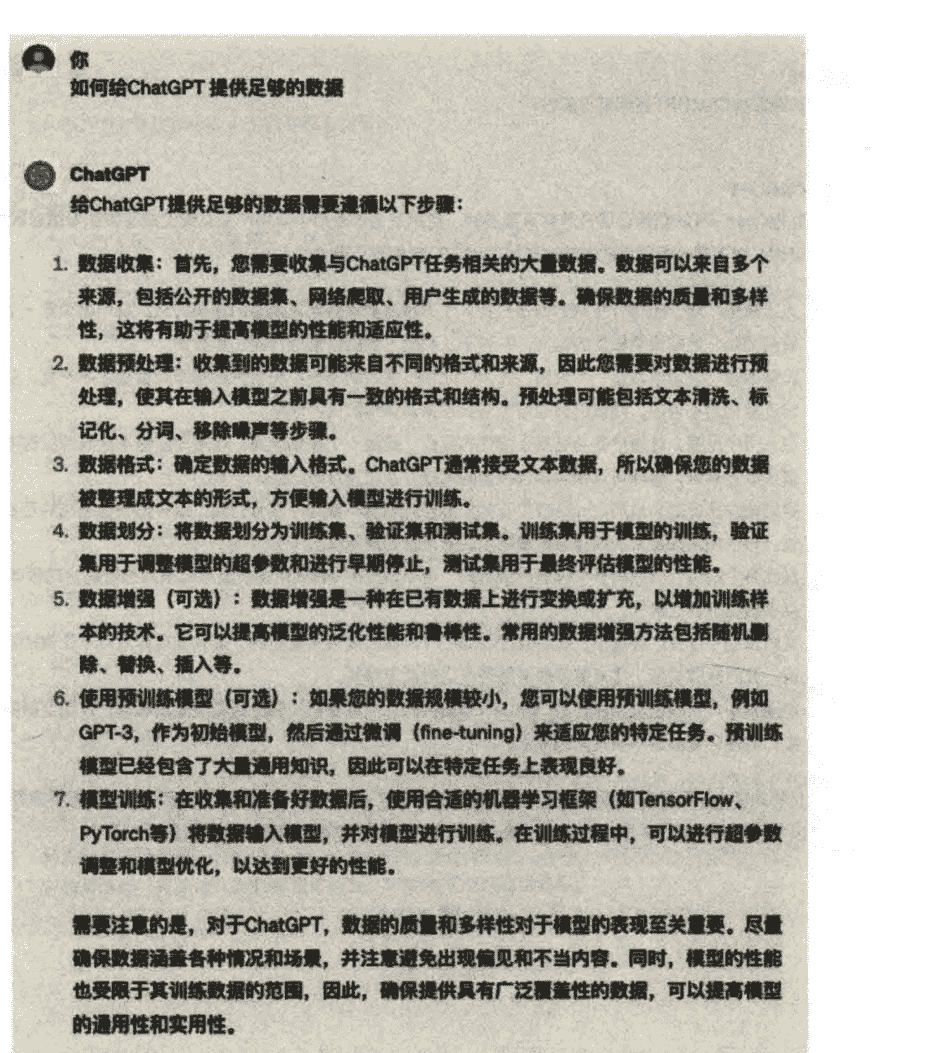 你
如何给ChatGPT 提供足够的数据
ChatGPT
给ChatGPT提供足够的数据需要遵循以下步骤：
1. 数据收集：首先，您需要收集与ChatGPT任务相关的大量数据。数据可以来自多个
来源，包括公开的数据集、网络爬取、用户生成的数据等。确保数据的质量和多样
性，这将有助于提高模型的性能和适应性。
2. 数据预处理：收集到的数据可能来自不同的格式和来源，因此您需要对数据进行预
处理，使其在输入模型之前具有一致的格式和结构。预处理可能包括文本清洗、标
记化、分词、移除噪声等步骤。
3. 数据格式：确定数据的输入格式。ChatGPT通常接受文本数据，所以确保您的数据
被整理成文本的形式，方便输入模型进行训练。
4. 数据划分：将数据划分为训练集、验证集和测试集。训练集用于模型的训练，验证
集用于调整模型的超参数和进行早期停止，测试集用于最终评估模型的性能。
5. 数据增强（可选）：数据增强是一种在已有数据上进行变换或扩充，以增加训练样
本的技术。它可以提高模型的泛化性能和鲁棒性。常用的数据增强方法包括随机删
除、替换、插入等。
6. 使用预训练模型（可选）：如果您的数据规模较小，您可以使用预训练模型，例如
GPT-3，作为初始模型，然后通过微调（fine-tuning）来适应您的特定任务。预训练
模型已经包含了大量通用知识，因此可以在特定任务上表现良好。
7. 模型训练：在收集和准备好数据后，使用合适的机器学习框架（如TensorFlow、
PyTorch等）将数据输入模型，并对模型进行训练。在训练过程中，可以进行超参数
调整和模型优化，以达到更好的性能。
需要注意的是，对于ChatGPT，数据的质量和多样性对于模型的表现至关重要。尽量
确保数据涵盖各种情况和场景，并注意避免出现偏见和不当内容。同时，模型的性能
也受限于其训练数据的范围，因此，确保提供具有广泛覆盖性的数据，可以提高模型
的通用性和实用性。